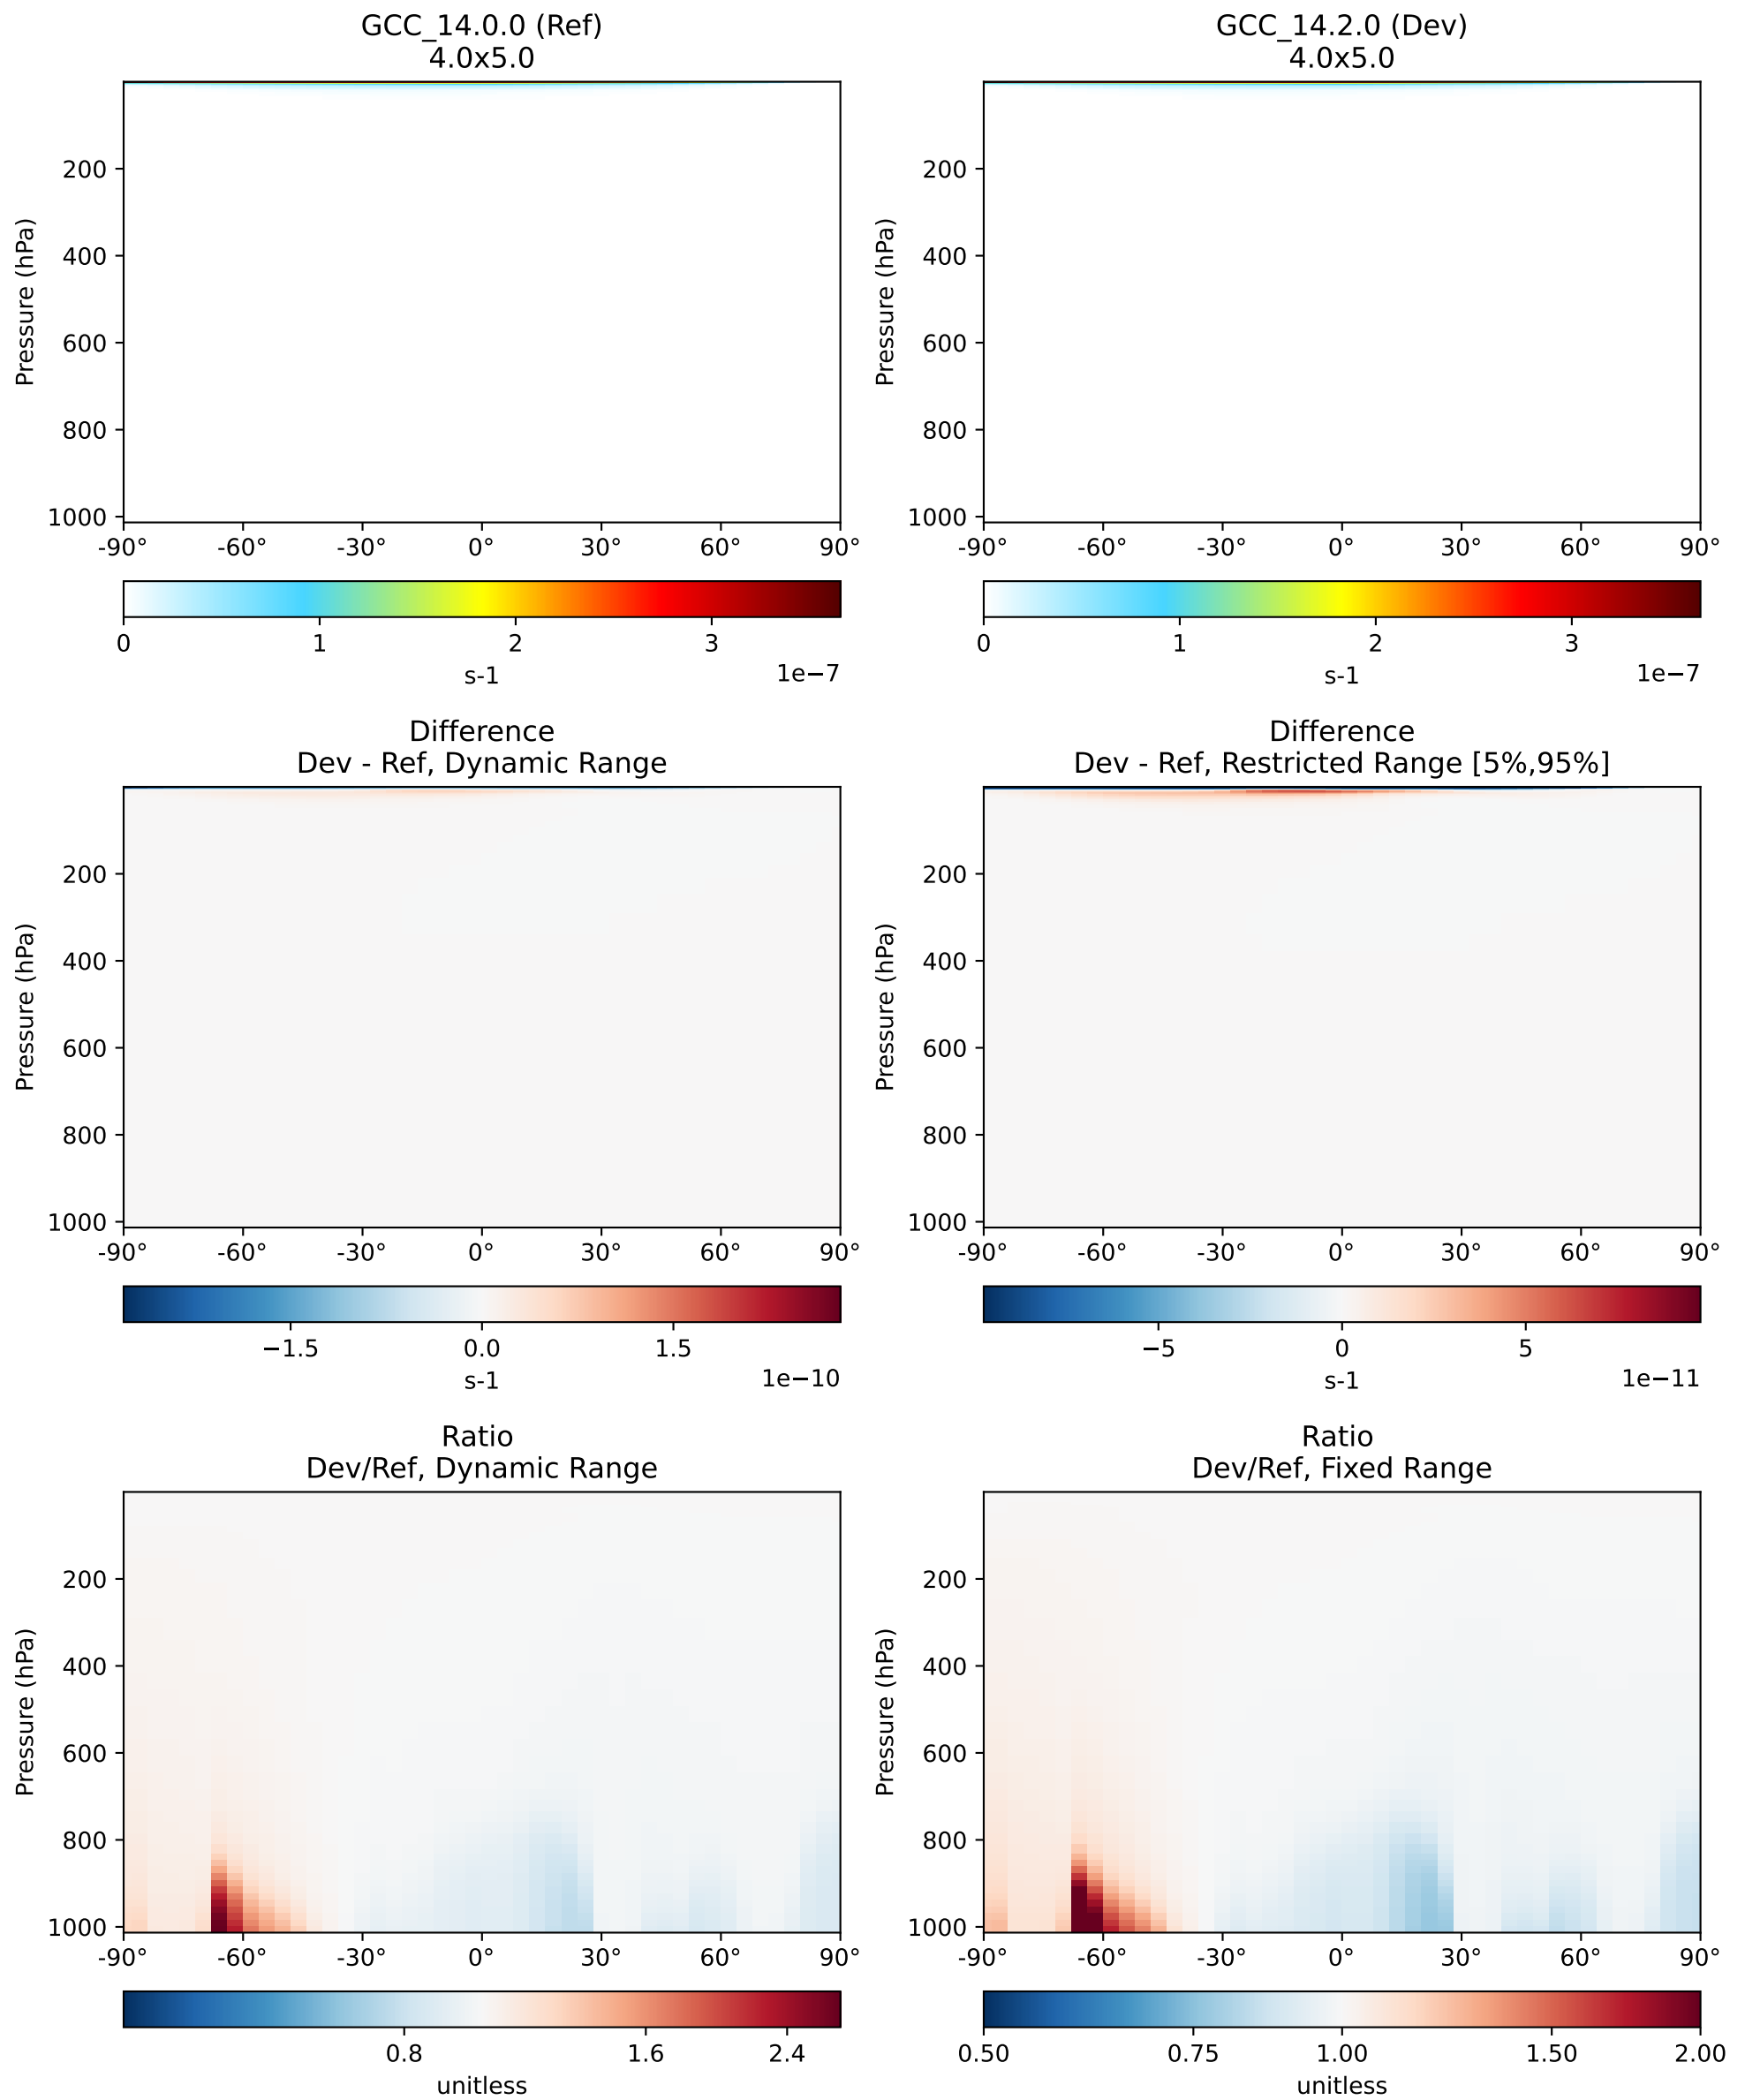 GCC_14.0.0 (Ref)
4.0x5.0
Pressure (hPa)
200
400
600
800
1000
-90° -60° -30° 0° 30° 60° 90°
0 1 2 3
s-1
1e−7
GCC_14.2.0 (Dev)
4.0x5.0
Pressure (hPa)
200
400
600
800
1000
-90° -60° -30° 0° 30° 60° 90°
0 1 2 3
s-1
1e−7
Difference
Dev - Ref, Dynamic Range
Pressure (hPa)
200
400
600
800
1000
-90° -60° -30° 0° 30° 60° 90°
−1.5 0.0 1.5
s-1
1e−10
Difference
Dev - Ref, Restricted Range [5%,95%]
Pressure (hPa)
200
400
600
800
1000
-90° -60° -30° 0° 30° 60° 90°
−5 0 5
s-1
1e−11
Ratio
Dev/Ref, Dynamic Range
Pressure (hPa)
200
400
600
800
1000
-90° -60° -30° 0° 30° 60° 90°
0.8 1.6 2.4
unitless
Ratio
Dev/Ref, Fixed Range
Pressure (hPa)
200
400
600
800
1000
-90° -60° -30° 0° 30° 60° 90°
0.50 0.75 1.00 1.50 2.00
unitless